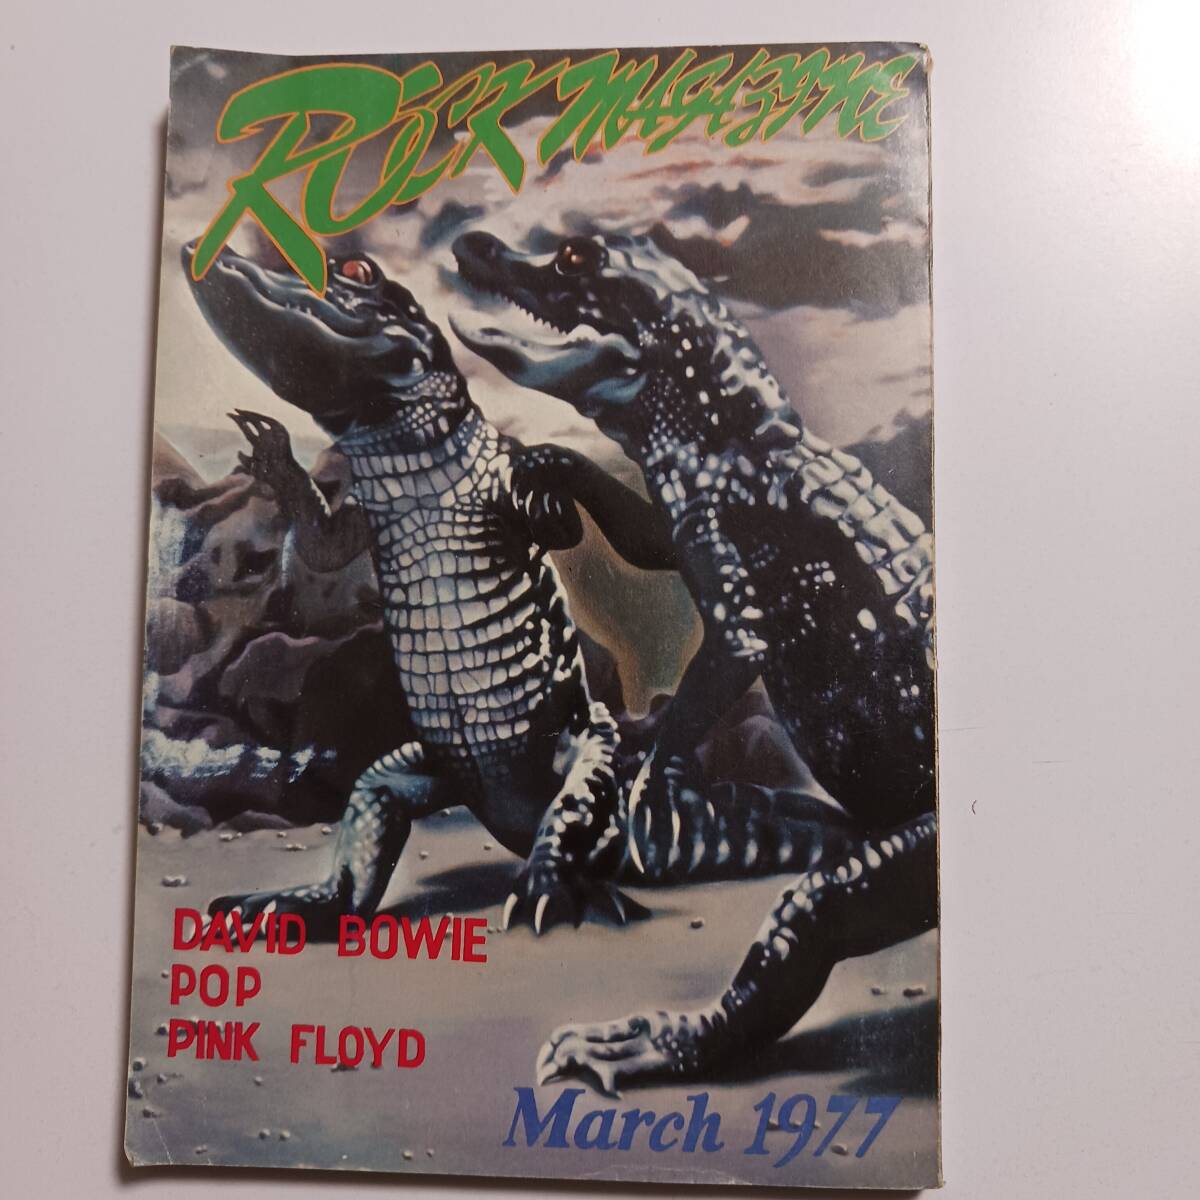 ROCK MAGAZINE
DAVID BOWIE
POP
PINK FLOYD
March 1977